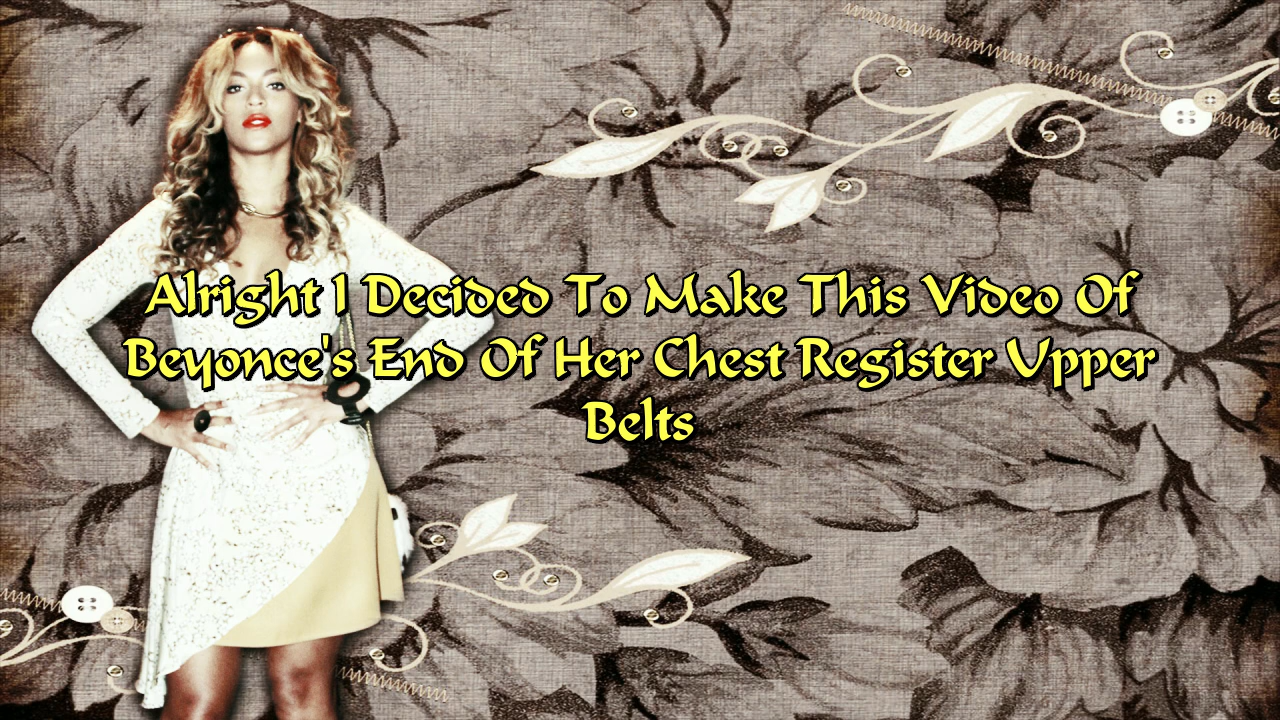 Alright I Decided To Make This Video Of
Beyonce's End Of Her Chest Register Upper
Belts